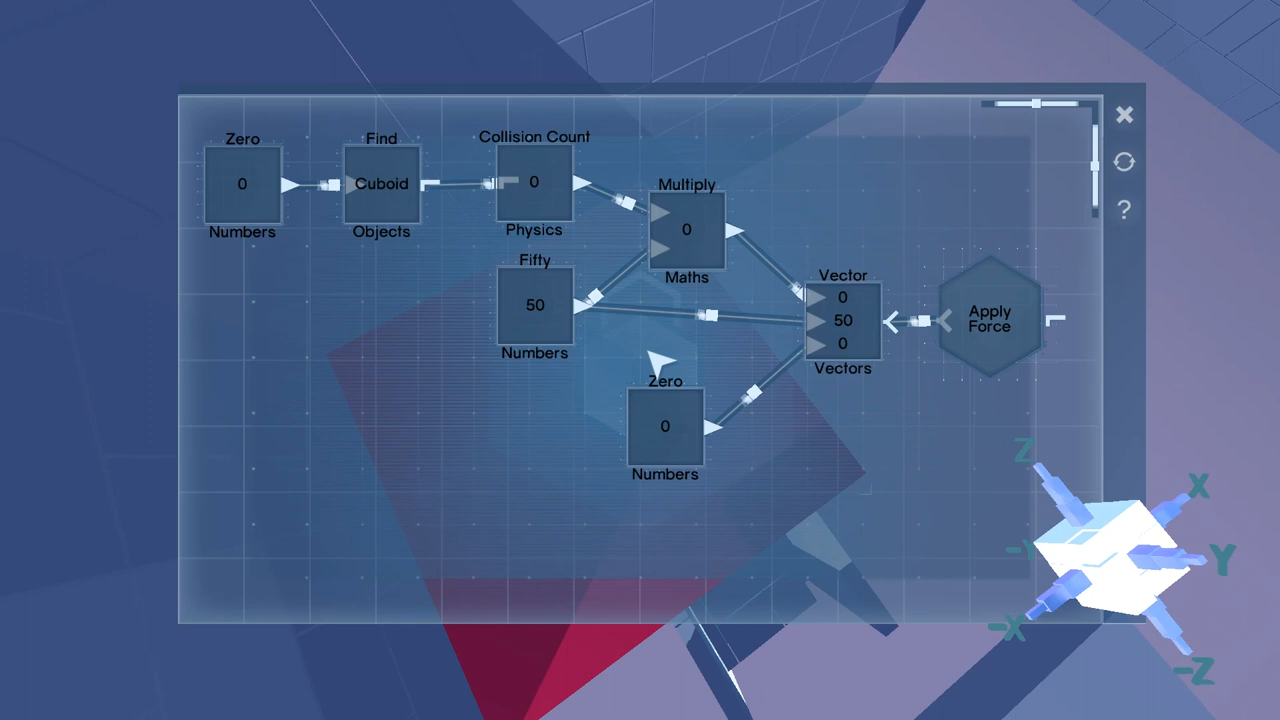 Zero
0
Numbers
Find
Cuboid
Objects
Collision Count
0
Physics
Multiply
0
Maths
Fifty
50
Numbers
Vector
0
50
0
Vectors
Apply
Force
Zero
0
Numbers
?
Z
X
-Y
Y
-X
-Z